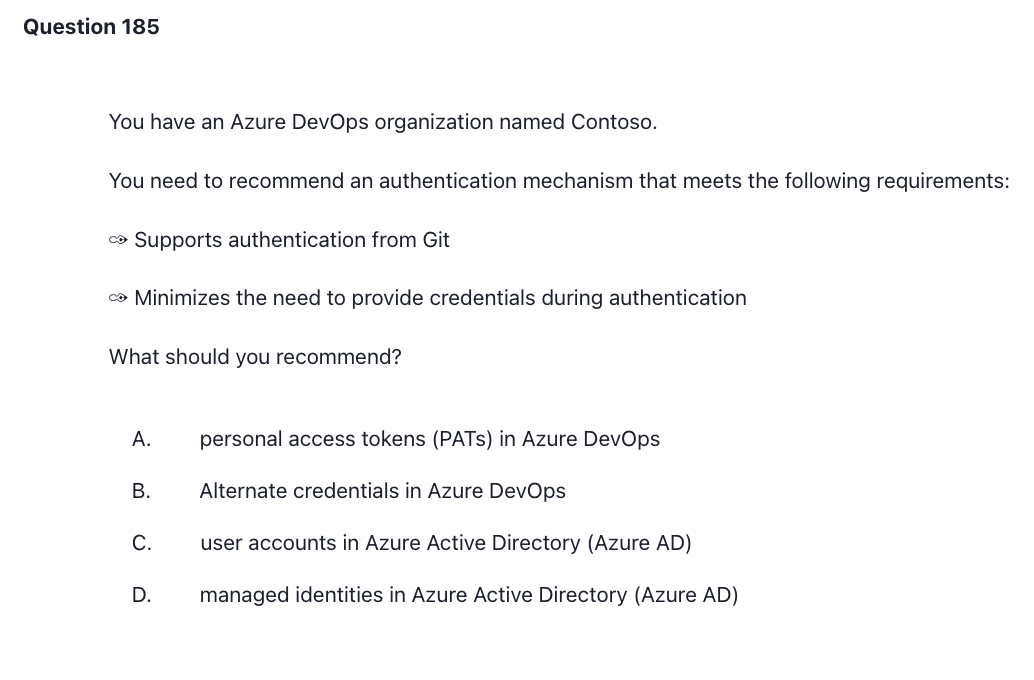 Question 185
You have an Azure DevOps organization named Contoso.
You need to recommend an authentication mechanism that meets the following requirements:
Supports authentication from Git
Minimizes the need to provide credentials during authentication
What should you recommend?
A. personal access tokens (PATs) in Azure DevOps
B. Alternate credentials in Azure DevOps
C. user accounts in Azure Active Directory (Azure AD)
D. managed identities in Azure Active Directory (Azure AD)